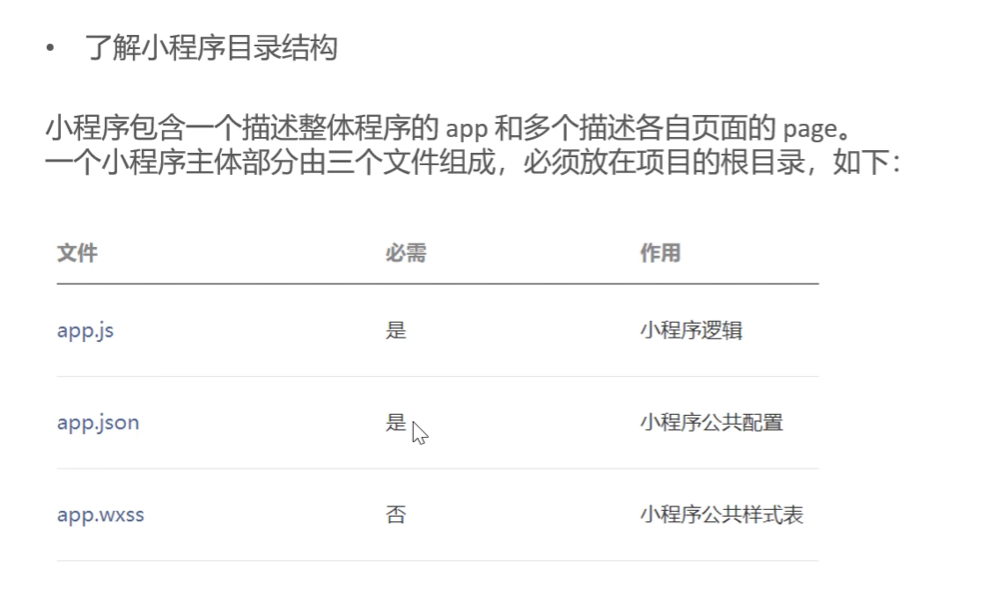 • 了解小程序目录结构
小程序包含一个描述整体程序的 app 和多个描述各自页面的 page。
一个小程序主体部分由三个文件组成，必须放在项目的根目录，如下：
文件 必需 作用
app.js 是 小程序逻辑
app.json 是 小程序公共配置
app.wxss 否 小程序公共样式表